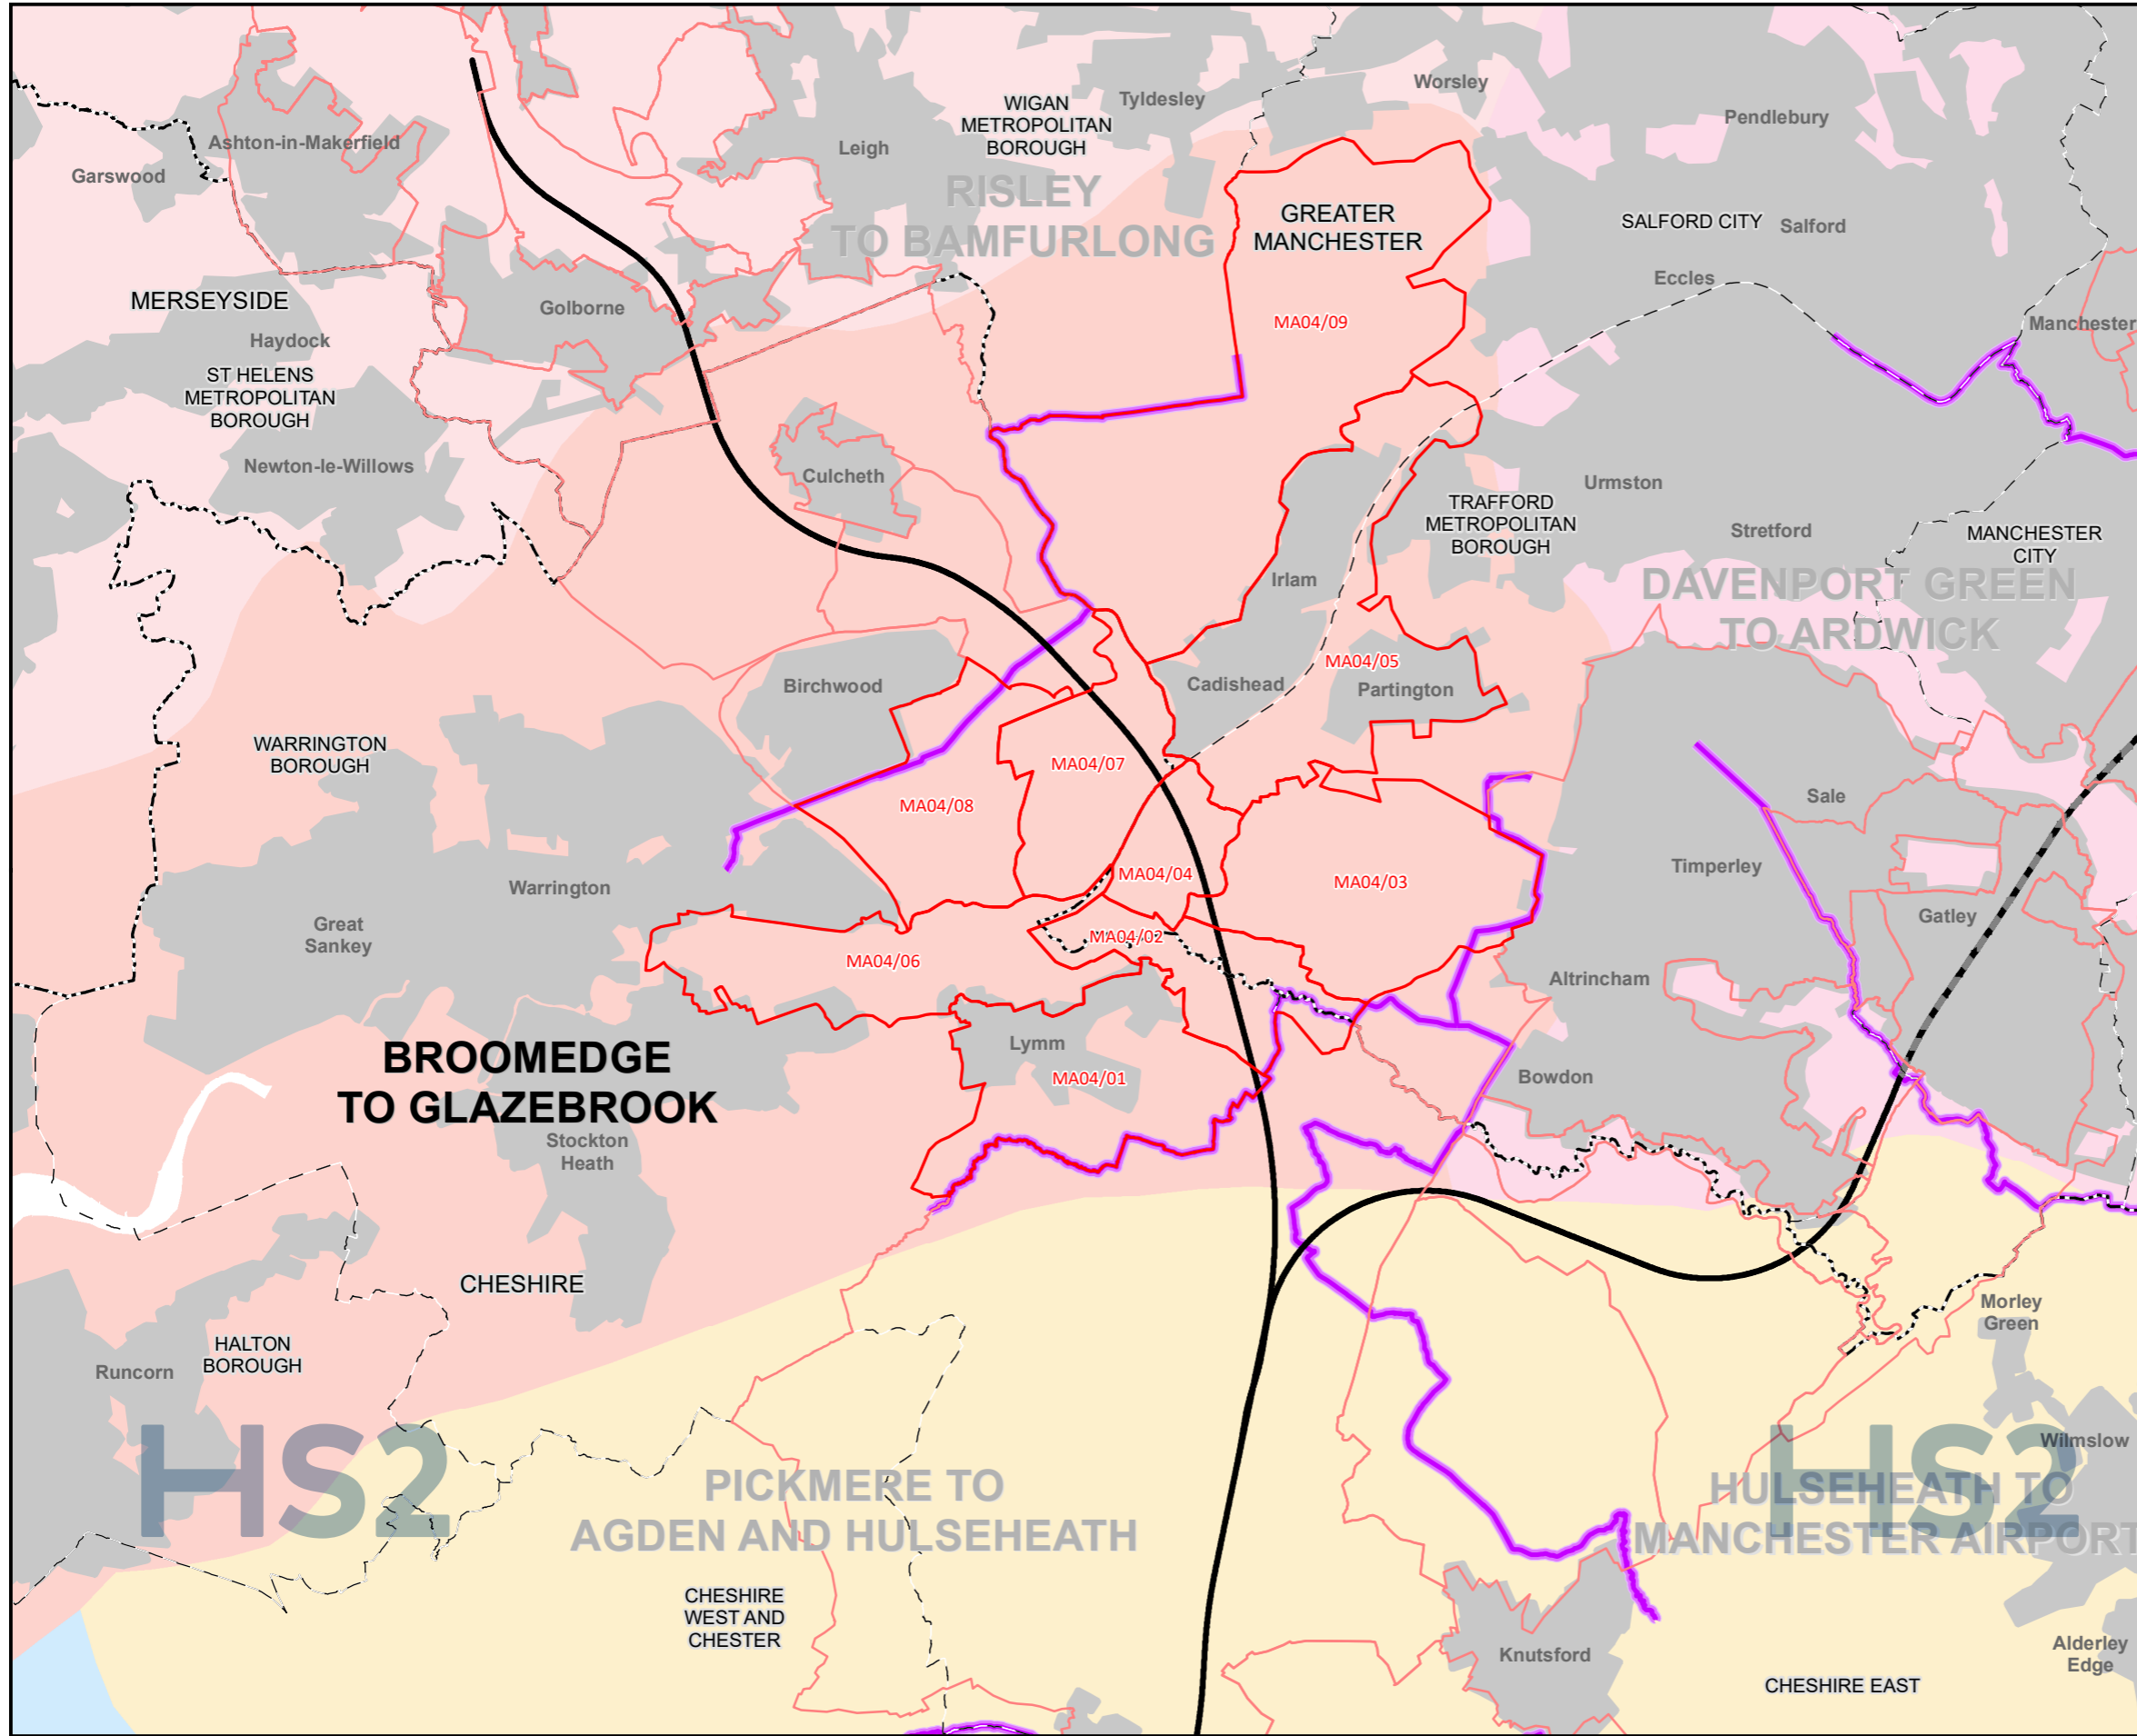 Worsley
Tyldesley
WIGAN
METROPOLITAN
BOROUGH
Pendlebury
Ashton-in-Makerfield
Leigh
Garswood
RISLEY
TO BAMFURLONG
GREATER
MANCHESTER
SALFORD CITY
Salford
Eccles
MERSEYSIDE
Golborne
MA04/09
Manchester
Haydock
ST HELENS
METROPOLITAN
BOROUGH
Newton-le-Willows
Culcheth
Urmston
TRAFFORD
METROPOLITAN
BOROUGH
Stretford
MANCHESTER
CITY
Irlam
DAVENPORT GREEN
TO ARDWICK
MA04/05
Birchwood
Cadishead
Partington
WARRINGTON
BOROUGH
MA04/07
MA04/08
Sale
Timperley
MA04/04
MA04/03
Warrington
Great
Sankey
Gatley
MA04/02
MA04/06
Altrincham
BROOMEDGE
TO GLAZEBROOK
Lymm
MA04/01
Bowdon
Stockton
Heath
CHESHIRE
Morley
Green
HALTON
BOROUGH
Runcorn
HS2
HS2
Wilmslow
PICKMERE TO
AGDEN AND HULSEHEATH
HULSEHEATH TO
MANCHESTER AIRPORT
CHESHIRE
WEST AND
CHESTER
Knutsford
Alderley
Edge
CHESHIRE EAST